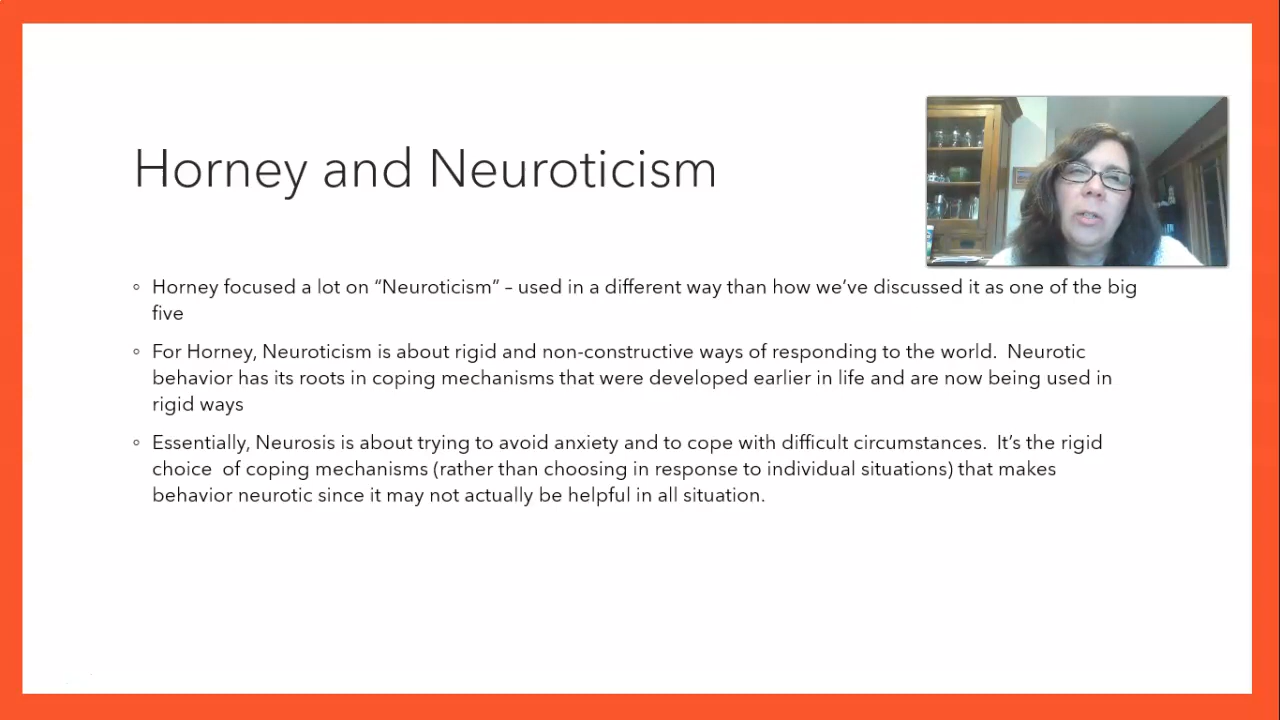 Horney and Neuroticism
◦ Horney focused a lot on “Neuroticism” – used in a different way than how we’ve discussed it as one of the big
five
◦ For Horney, Neuroticism is about rigid and non-constructive ways of responding to the world.  Neurotic
behavior has its roots in coping mechanisms that were developed earlier in life and are now being used in
rigid ways
◦ Essentially, Neurosis is about trying to avoid anxiety and to cope with difficult circumstances.  It’s the rigid
choice  of coping mechanisms (rather than choosing in response to individual situations) that makes
behavior neurotic since it may not actually be helpful in all situation.